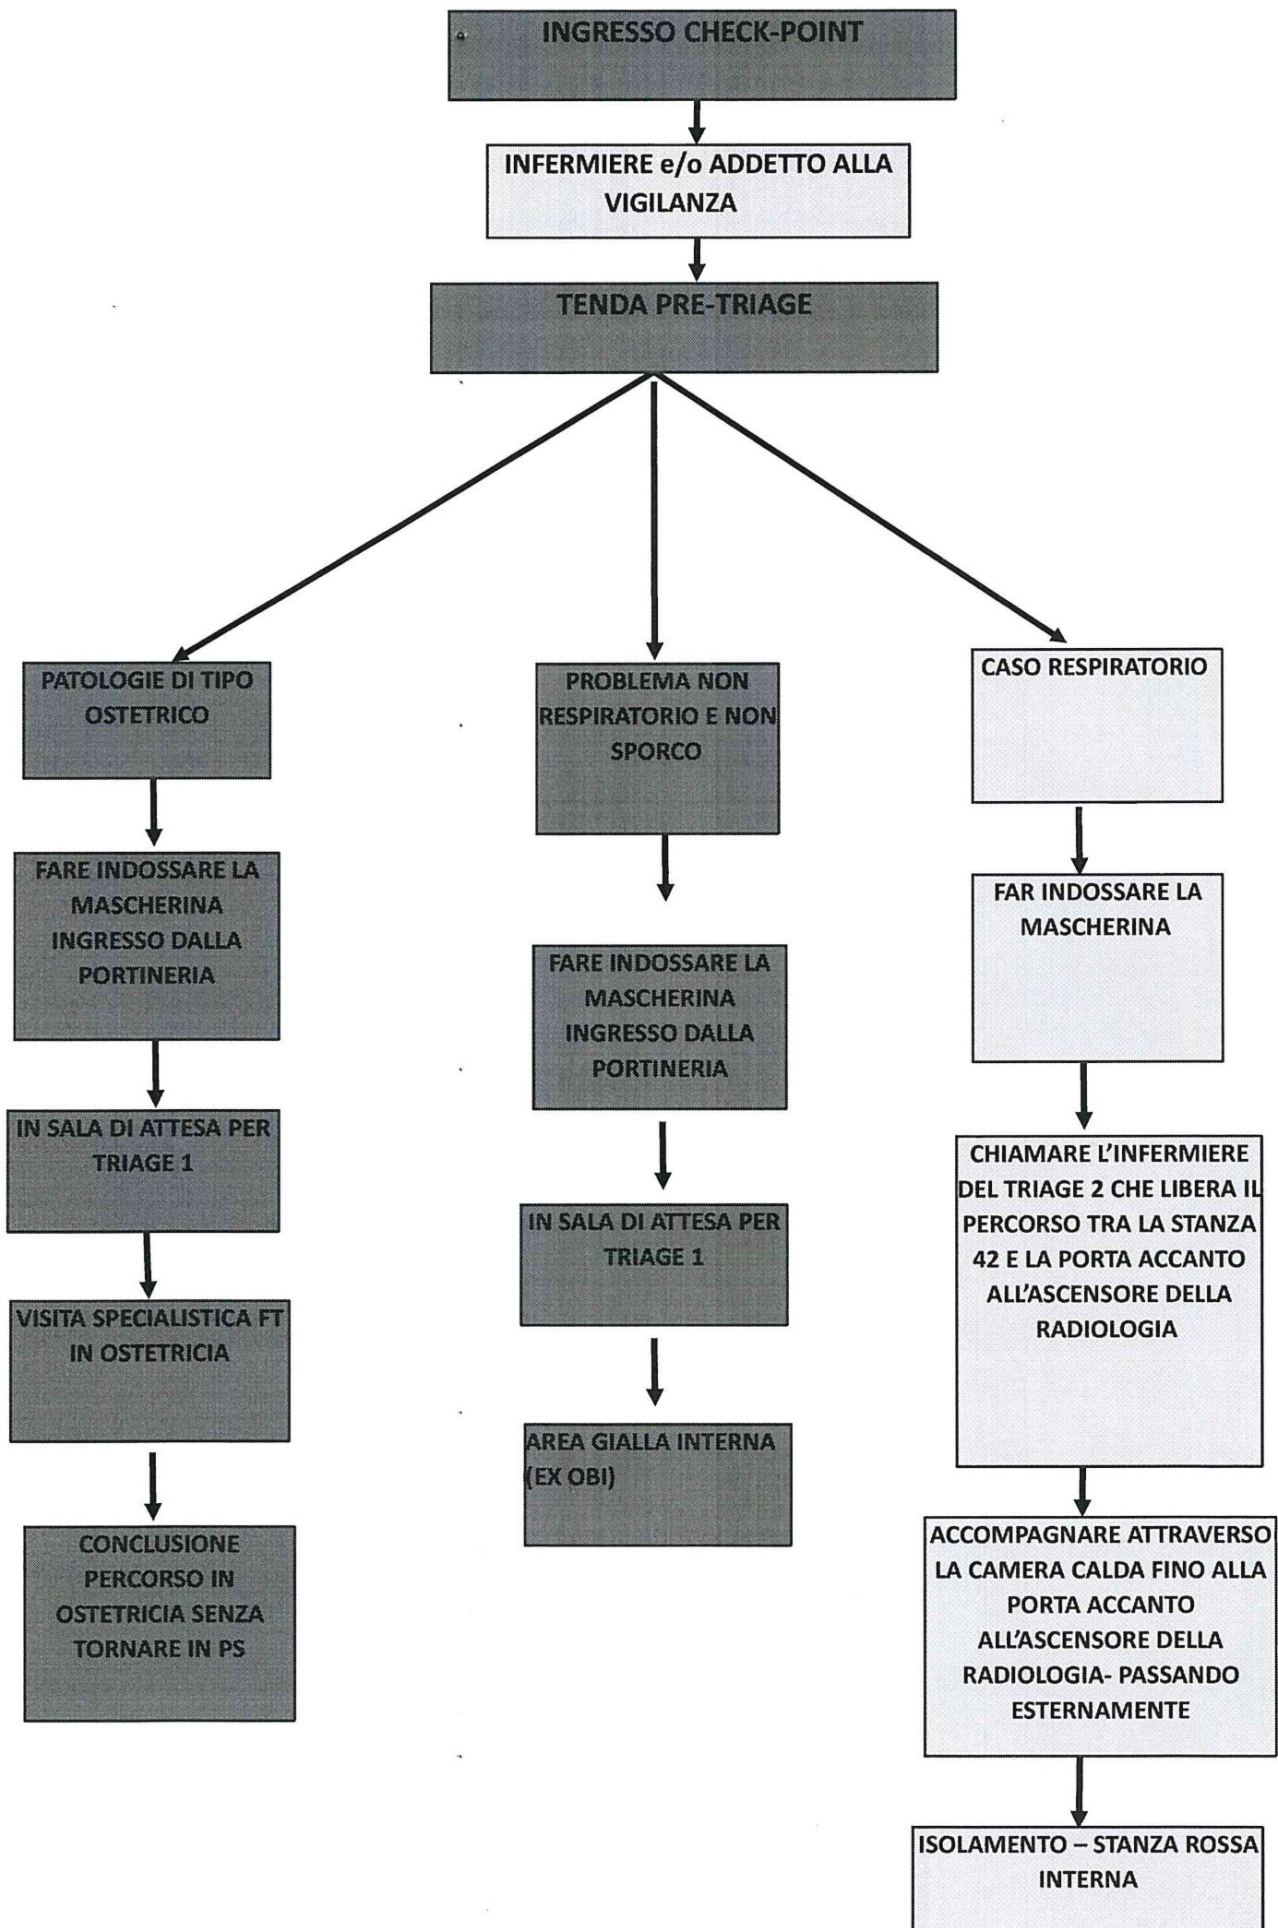 INGRESSO CHECK-POINT
INFERMIERE e/o ADDETTO ALLA
VIGILANZA
TENDA PRE-TRIAGE
PATOLOGIE DI TIPO
OSTETRICO
FARE INDOSSARE LA
MASCHERINA
INGRESSO DALLA
PORTINERIA
IN SALA DI ATTESA PER
TRIAGE 1
VISITA SPECIALISTICA FT
IN OSTETRICIA
CONCLUSIONE
PERCORSO IN
OSTETRICIA SENZA
TORNARE IN PS
PROBLEMA NON
RESPIRATORIO E NON
SPORCO
FARE INDOSSARE LA
MASCHERINA
INGRESSO DALLA
PORTINERIA
IN SALA DI ATTESA PER
TRIAGE 1
AREA GIALLA INTERNA
(EX OBI)
CASO RESPIRATORIO
FAR INDOSSARE LA
MASCHERINA
CHIAMARE L'INFERMIERE
DEL TRIAGE 2 CHE LIBERA IL
PERCORSO TRA LA STANZA
42 E LA PORTA ACCANTO
ALL'ASCENSORE DELLA
RADIOLOGIA
ACCOMPAGNARE ATTRAVERSO
LA CAMERA CALDA FINO ALLA
PORTA ACCANTO
ALL'ASCENSORE DELLA
RADIOLOGIA- PASSANDO
ESTERNAMENTE
ISOLAMENTO – STANZA ROSSA
INTERNA